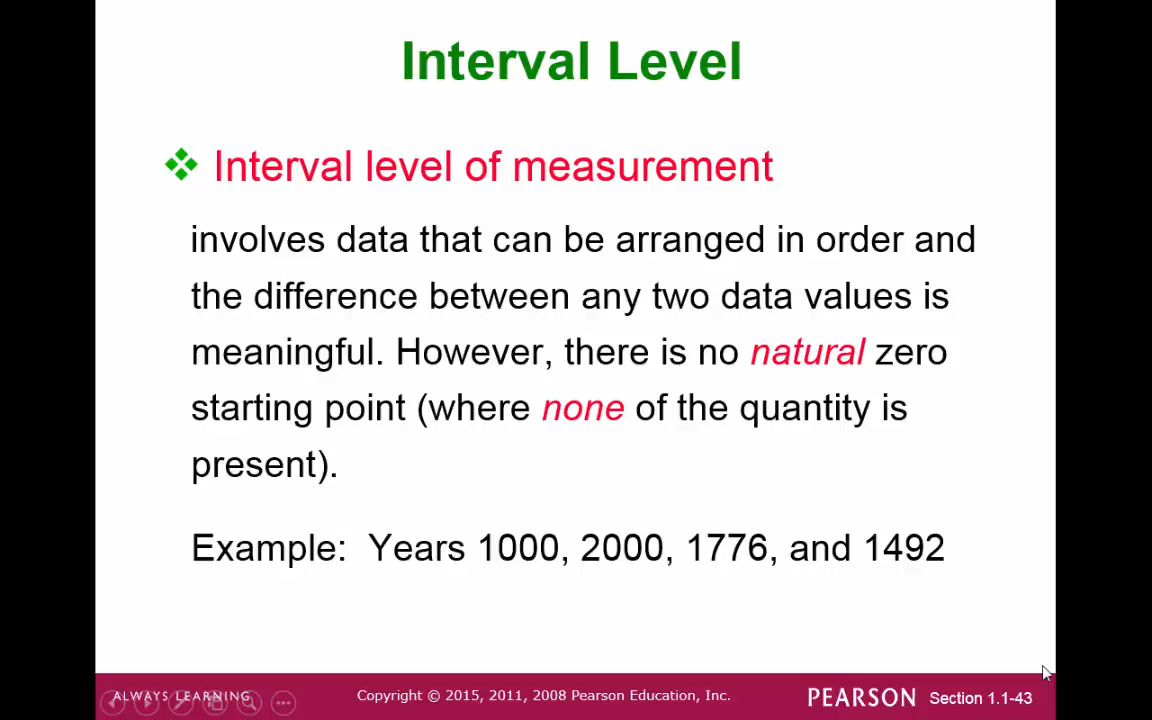 Interval Level
Interval level of measurement
involves data that can be arranged in order and
the difference between any two data values is
meaningful. However, there is no natural zero
starting point (where none of the quantity is
present).
Example: Years 1000, 2000, 1776, and 1492
ALWAYS LEARNING
Copyright © 2015, 2011, 2008 Pearson Education, Inc.
PEARSON
Section 1.1-43